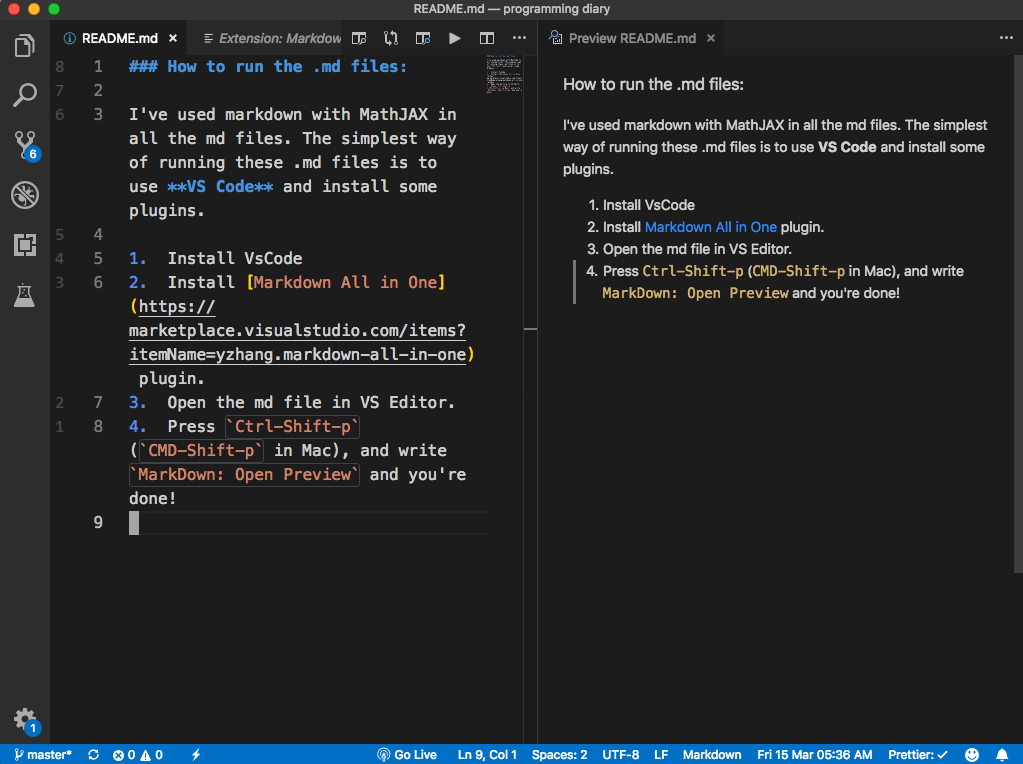 README.md — programming diary
README.md ×
Extension: Markdow
Preview README.md ×
8 1 ### How to run the .md files:
7 2
6 3 I've used markdown with MathJAX in
all the md files. The simplest way
of running these .md files is to
use **VS Code** and install some
plugins.
5 4
4 5 1. Install VsCode
3 6 2. Install [Markdown All in One]
(https://
marketplace.visualstudio.com/items?
itemName=yzhang.markdown-all-in-one)
plugin.
2 7 3. Open the md file in VS Editor.
1 8 4. Press `Ctrl-Shift-p`
(`CMD-Shift-p` in Mac), and write
`MarkDown: Open Preview` and you're
done!
9
How to run the .md files:
I've used markdown with MathJAX in all the md files. The simplest
way of running these .md files is to use VS Code and install some
plugins.
1. Install VsCode
2. Install Markdown All in One plugin.
3. Open the md file in VS Editor.
4. Press Ctrl-Shift-p (CMD-Shift-p in Mac), and write
MarkDown: Open Preview and you're done!
6
1
master* 0 0 Go Live Ln 9, Col 1 Spaces: 2 UTF-8 LF Markdown Fri 15 Mar 05:36 AM Prettier: ✓